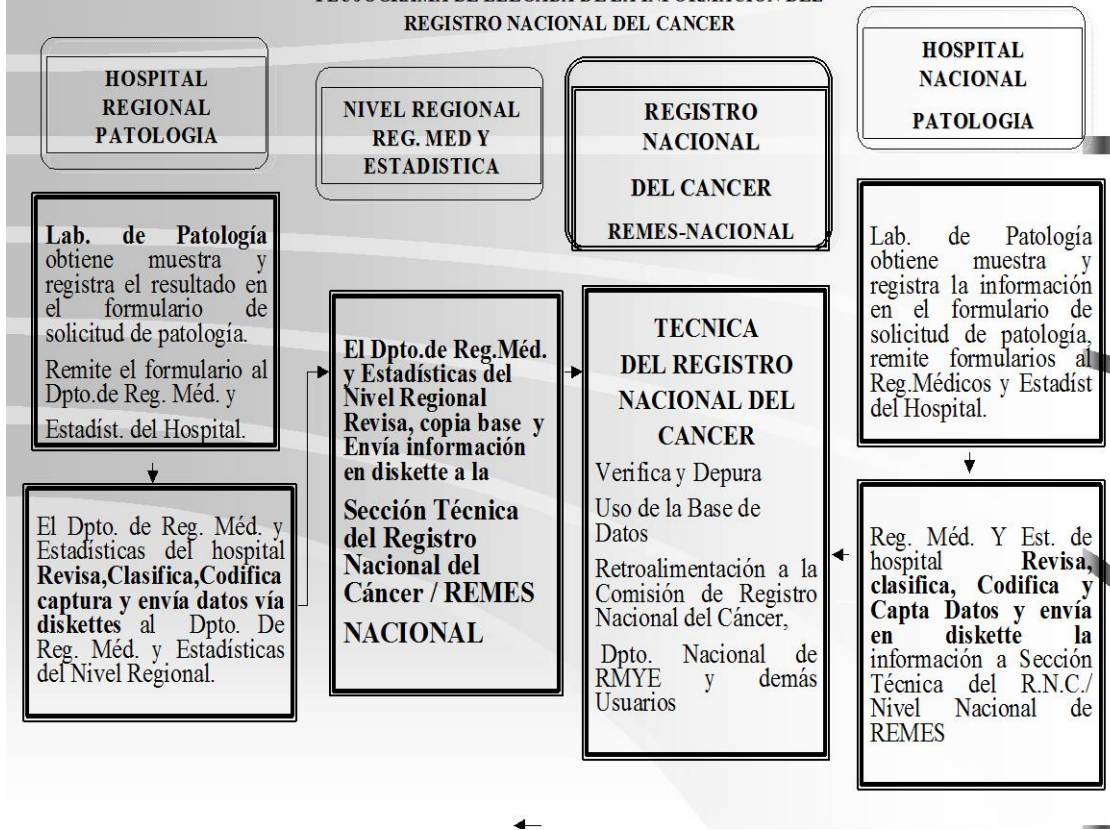 REGISTRO NACIONAL DEL CANCER
HOSPITAL
REGIONAL
PATOLOGIA
NIVEL REGIONAL
REG. MED Y
ESTADISTICA
REGISTRO
NACIONAL
DEL CANCER
REMES-NACIONAL
HOSPITAL
NACIONAL
PATOLOGIA
Lab. de Patología
obtiene muestra y
registra el resultado en
el formulario de
solicitud de patología.
Remite el formulario al
Dpto.de Reg. Méd. y
Estadíst. del Hospital.
El Dpto. de Reg. Méd. y
Estadísticas del hospital
Revisa,Clasifica,Codifica
captura y envía datos vía
diskettes al Dpto. De
Reg. Méd. y Estadísticas
del Nivel Regional.
El Dpto.de Reg.Méd.
y Estadísticas del
Nivel Regional
Revisa, copia base y
Envía información
en diskette a la
Sección Técnica
del Registro
Nacional del
Cáncer / REMES
NACIONAL
TECNICA
DEL REGISTRO
NACIONAL DEL
CANCER
Verifica y Depura
Uso de la Base de
Datos
Retroalimentación a la
Comisión de Registro
Nacional del Cáncer,
Dpto. Nacional de
RMYE y demás
Usuarios
Lab. de Patología
obtiene muestra y
registra la información
en el formulario de
solicitud de patología,
remite formularios al
Reg.Médicos y Estadíst
del Hospital.
Reg. Méd. Y Est. de
hospital Revisa,
clasifica, Codifica y
Capta Datos y envía
en diskette la
información a Sección
Técnica del R.N.C./
Nivel Nacional de
REMES